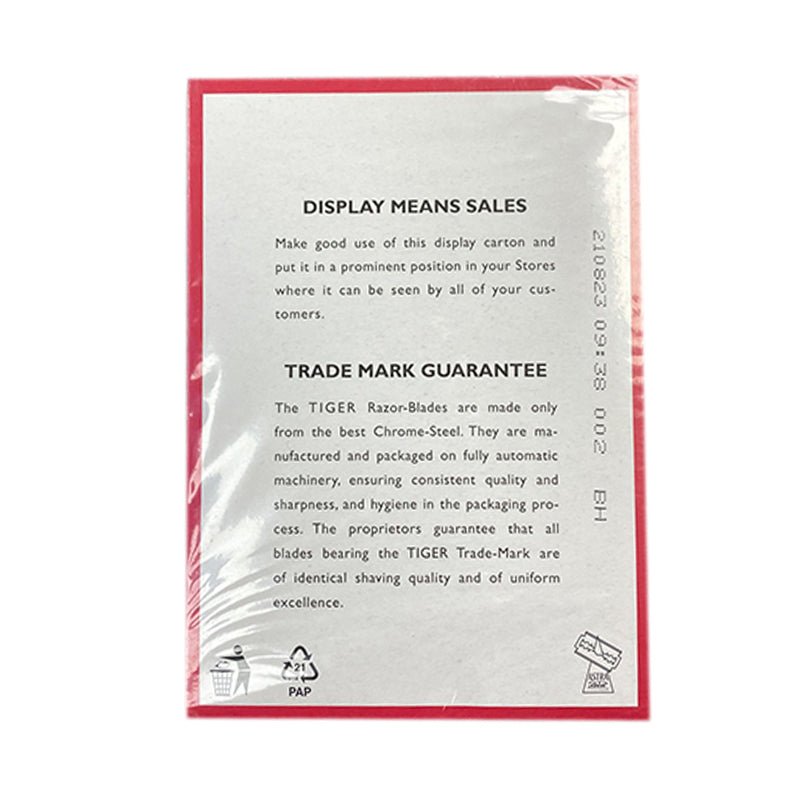 DISPLAY MEANS SALES
Make good use of this display carton and
put it in a prominent position in your Stores
where it can be seen by all of your cus-
tomers.
TRADE MARK GUARANTEE
The TIGER Razor-Blades are made only
from the best Chrome-Steel. They are ma-
nufactured and packaged on fully automatic
machinery, ensuring consistent quality and
sharpness, and hygiene in the packaging pro-
cess. The proprietors guarantee that all
blades bearing the TIGER Trade-Mark are
of identical shaving quality and of uniform
excellence.
210823 09:38 002 BH
21
PAP
ASTRA